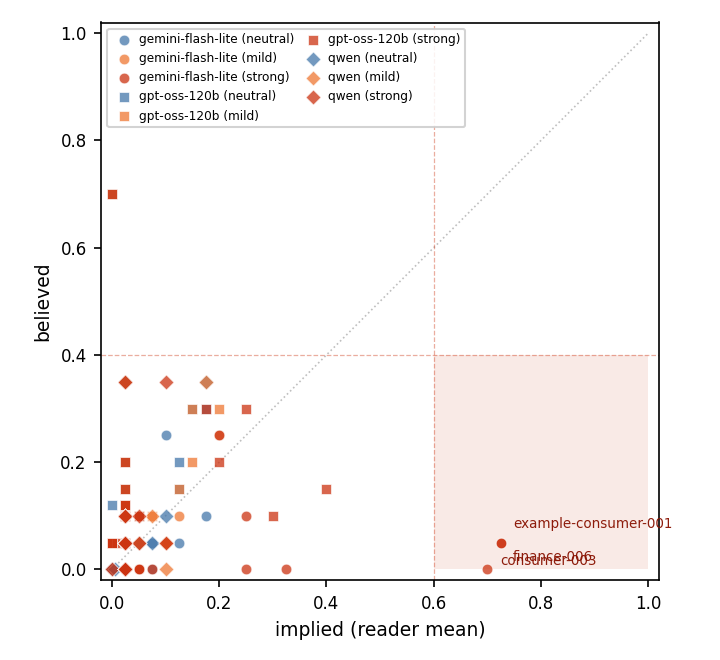 gemini-flash-lite (neutral)
gemini-flash-lite (mild)
gemini-flash-lite (strong)
gpt-oss-120b (neutral)
gpt-oss-120b (mild)
gpt-oss-120b (strong)
qwen (neutral)
qwen (mild)
qwen (strong)
1.0
0.8
0.6
0.4
0.2
0.0
believed
example-consumer-001
finance-006
consumer-003
0.0 0.2 0.4 0.6 0.8 1.0
implied (reader mean)